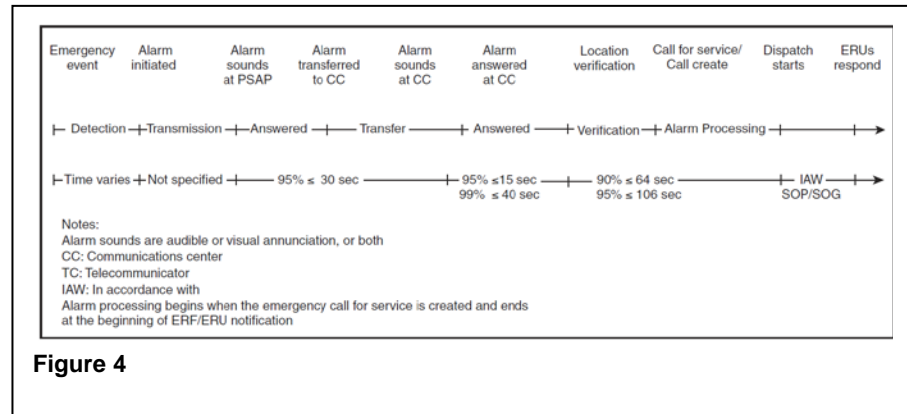 Emergency event
Alarm initiated
Alarm sounds at PSAP
Alarm transferred to CC
Alarm sounds at CC
Alarm answered at CC
Location verification
Call for service/ Call create
Dispatch starts
ERUs respond
Detection Transmission Answered Transfer Answered Verification Alarm Processing
Time varies Not specified 95% ≤ 30 sec 95% ≤15 sec 90% ≤ 64 sec IAW
99% ≤ 40 sec 95% ≤ 106 sec SOP/SOG
Notes:
Alarm sounds are audible or visual annunciation, or both
CC: Communications center
TC: Telecommunicator
IAW: In accordance with
Alarm processing begins when the emergency call for service is created and ends
at the beginning of ERF/ERU notification
Figure 4